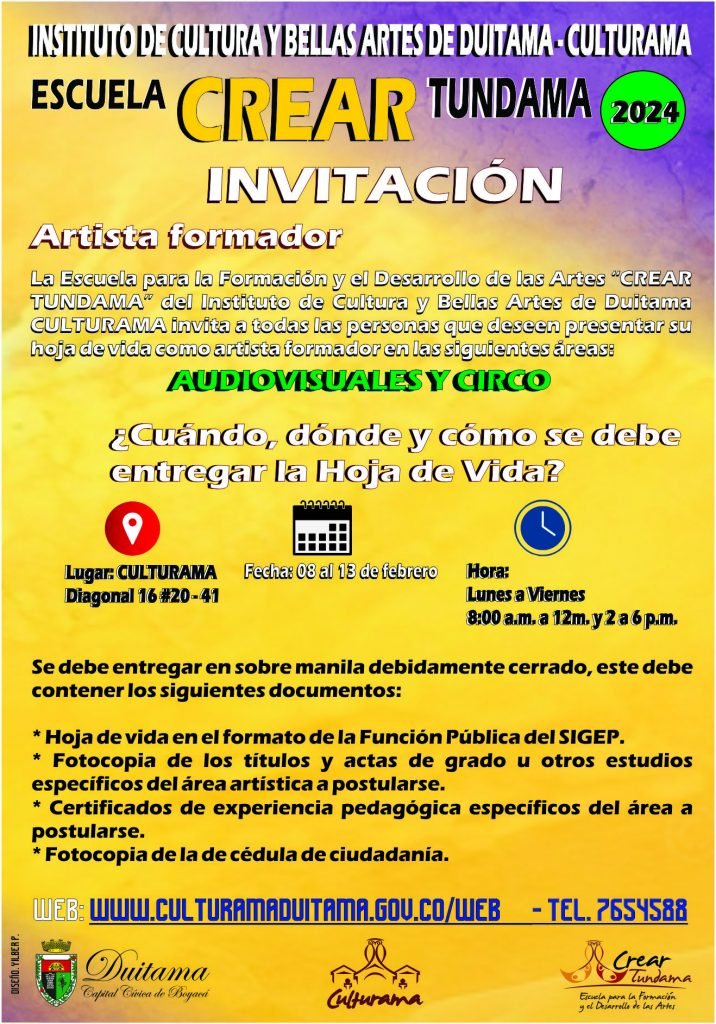 INSTITUTO DE CULTURA Y BELLAS ARTES DE DUITAMA - CULTURAMA
ESCUELA CREAR TUNDAMA 2024
INVITACIÓN
Artista formador
La Escuela para la Formación y el Desarrollo de las Artes "CREAR
TUNDAMA" del Instituto de Cultura y Bellas Artes de Duitama
CULTURAMA invita a todas las personas que deseen presentar su
hoja de vida como artista formador en las siguientes áreas:
AUDIOVISUALES Y CIRCO
¿Cuándo, dónde y cómo se debe
entregar la Hoja de Vida?
Lugar: CULTURAMA
Diagonal 16 #20 - 41
Fecha: 08 al 13 de febrero
Hora:
Lunes a Viernes
8:00 a.m. a 12m. y 2 a 6 p.m.
Se debe entregar en sobre manila debidamente cerrado, este debe
contener los siguientes documentos:
* Hoja de vida en el formato de la Función Pública del SIGEP.
* Fotocopia de los títulos y actas de grado u otros estudios
específicos del área artística a postularse.
* Certificados de experiencia pedagógica específicos del área a
postularse.
* Fotocopia de la de cédula de ciudadanía.
WEB: WWW.CULTURAMADUITAMA.GOV.CO/WEB - TEL. 7654588
DISEÑO. YILBER P.
Duitama
Capital Cívica de Boyacá
Culturama
Crear
Tundama
Escuela para la Formación
y el Desarrollo de las Artes